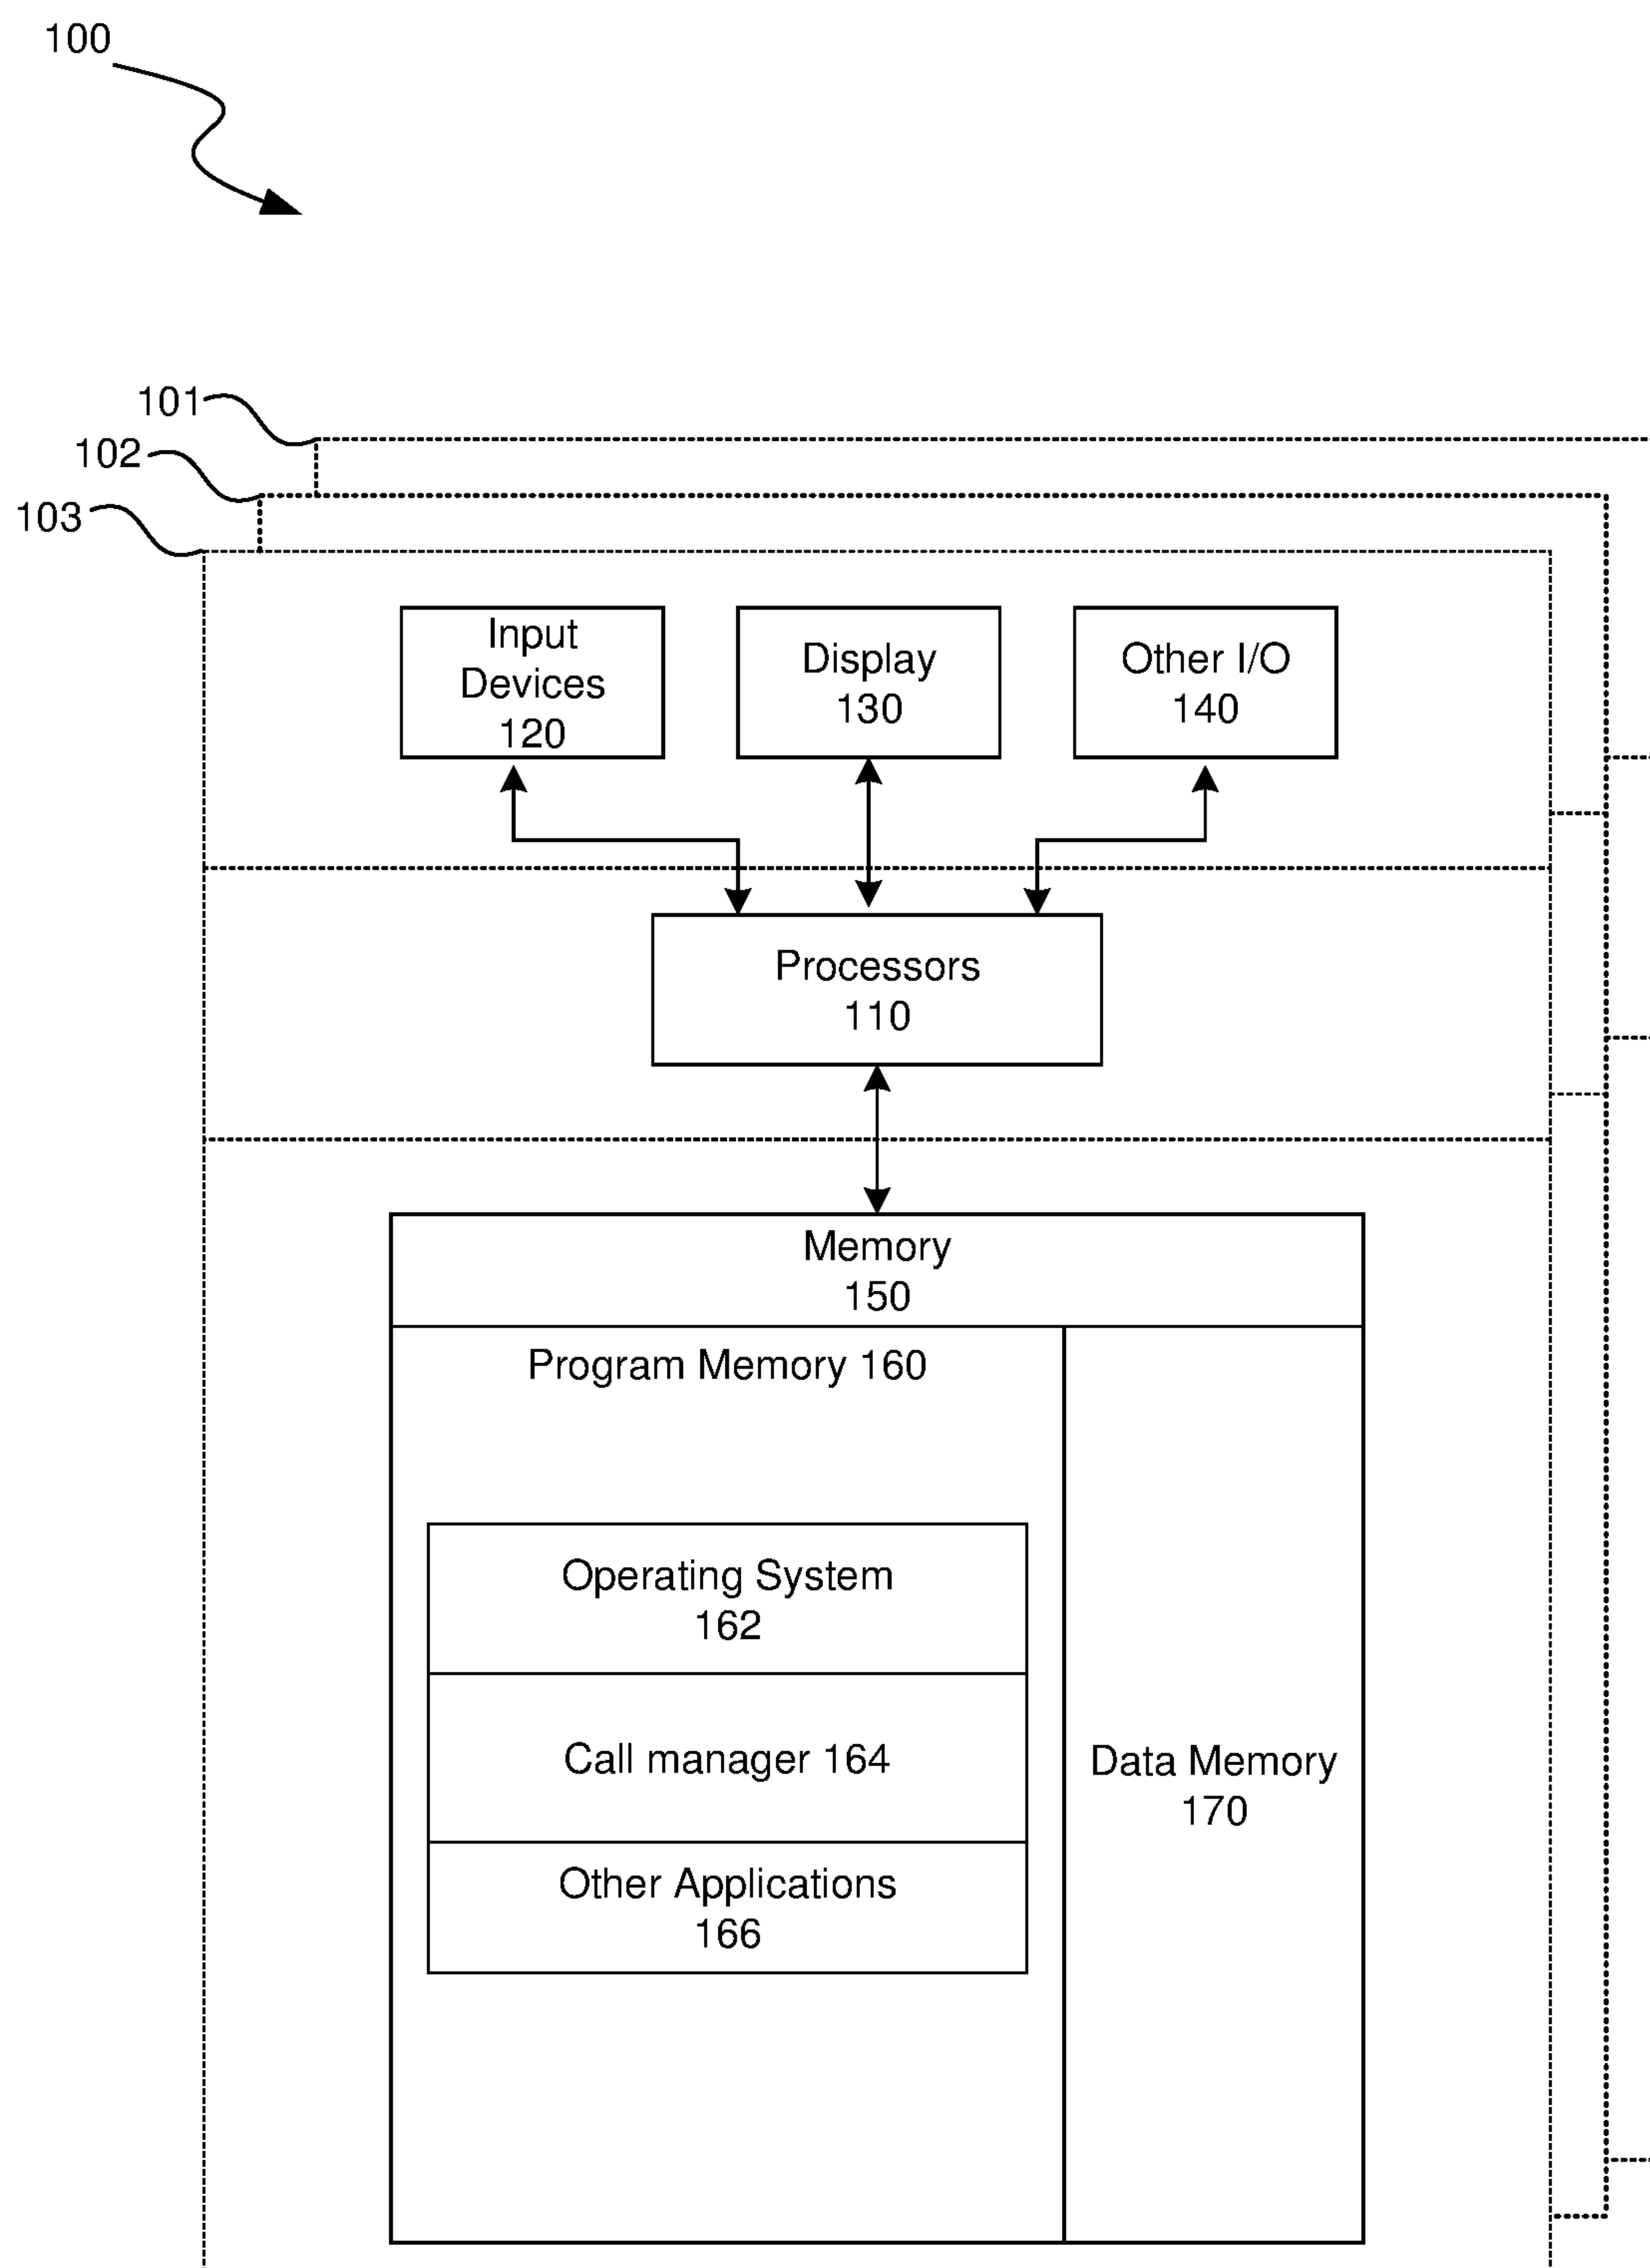 100
101
102
103
Input
Devices
120
Display
130
Other I/O
140
Processors
110
Memory
150
Program Memory 160
Operating System
162
Call manager 164
Other Applications
166
Data Memory
170